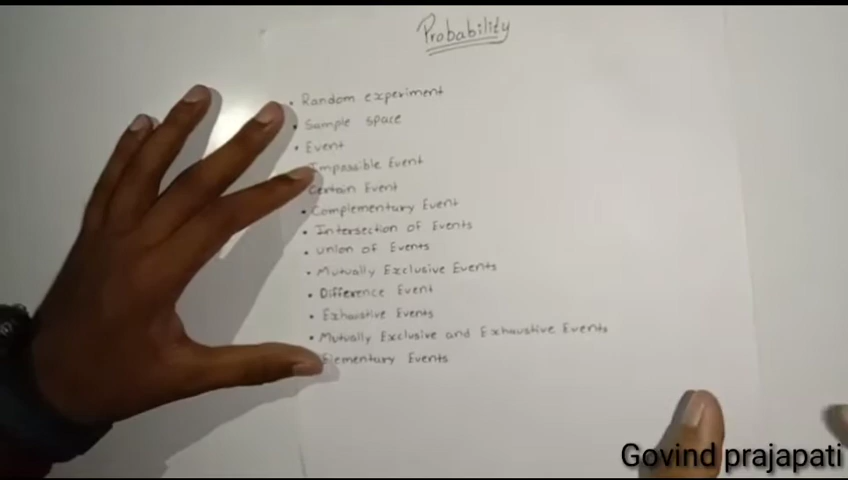 Probability
• Random experiment
• Sample space
• Event
Impossible Event
Certain Event
• Complementary Event
• Intersection of Events
• Union of Events
• Mutually Exclusive Events
• Difference Event
• Exhaustive Events
• Mutually Exclusive and Exhaustive Events
Elementary Events
Govind prajapati